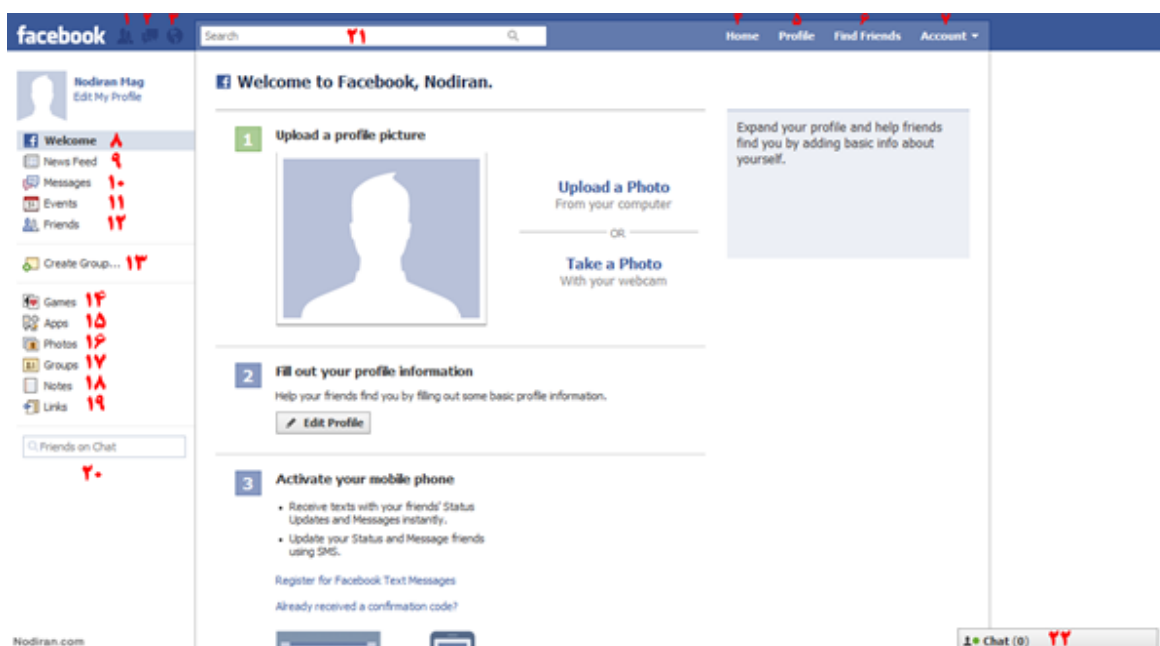 ۱ ۲ ۳ ۴ ۵ ۶ ۷
facebook Search ۲۱ Home Profile Find Friends Account
Nodiran Mag
Edit My Profile
Welcome ۸
News Feed ۹
Messages ۱۰
Events ۱۱
Friends ۱۲
Create Group... ۱۳
Games ۱۴
Apps ۱۵
Photos ۱۶
Groups ۱۷
Notes ۱۸
Links ۱۹
Friends on Chat
۲۰
Welcome to Facebook, Nodiran.
1 Upload a profile picture
Upload a Photo
From your computer
OR
Take a Photo
With your webcam
2 Fill out your profile information
Help your friends find you by filling out some basic profile information.
Edit Profile
3 Activate your mobile phone
• Receive texts with your friends' Status
Updates and Messages instantly.
• Update your Status and Message friends
using SMS.
Register for Facebook Text Messages
Already received a confirmation code?
Expand your profile and help friends
find you by adding basic info about
yourself.
Nodiran.com
Chat (0) ۲۲